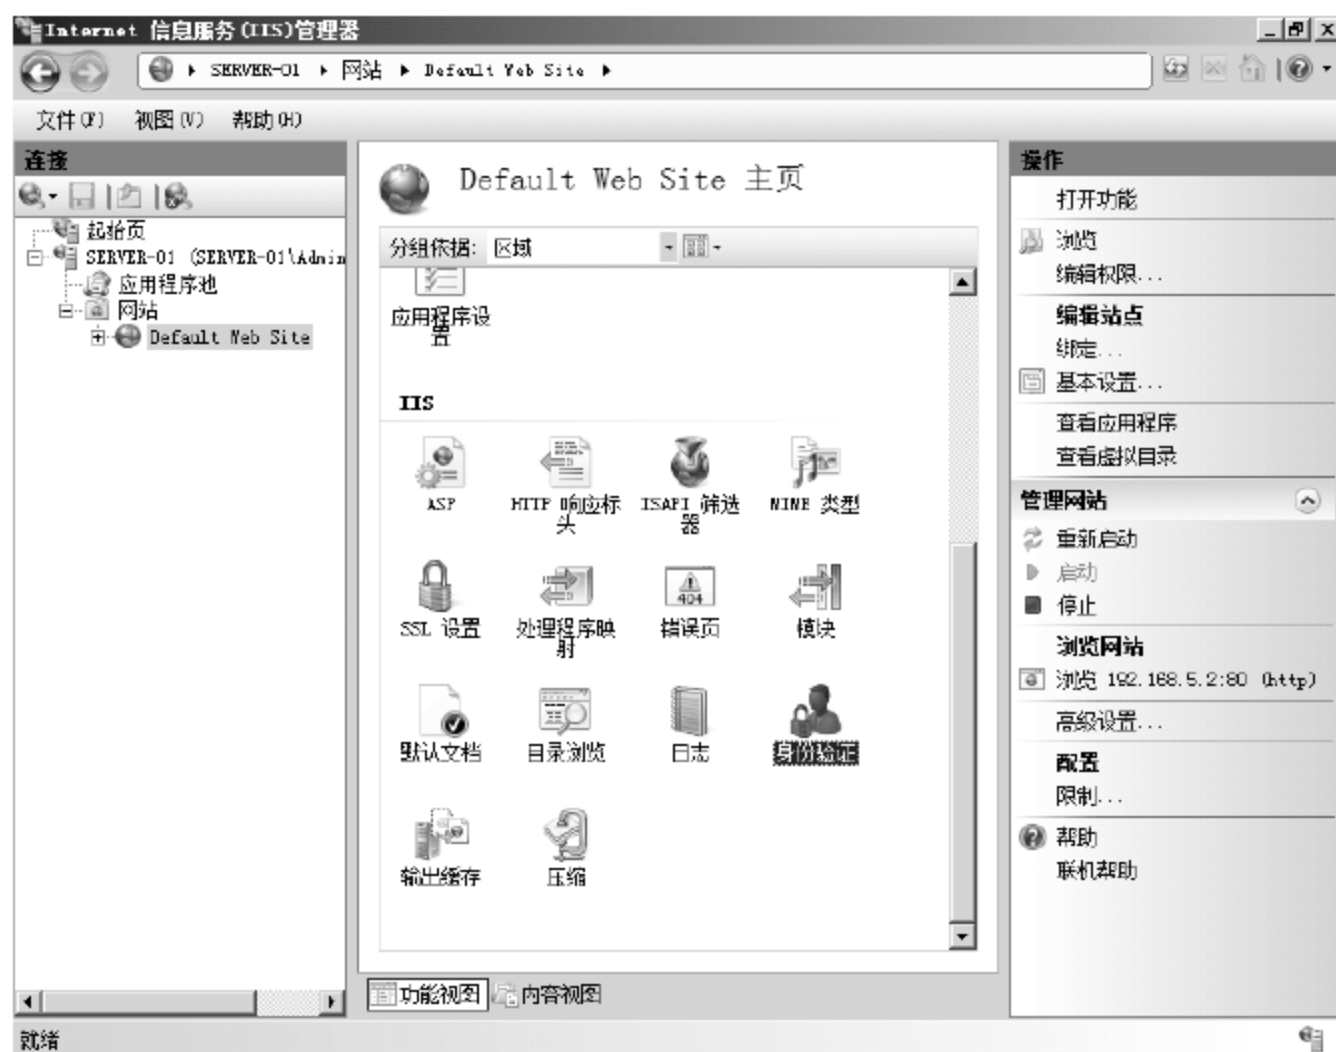 Internet 信息服务(IIS)管理器
SERVER-01 网站 Default Web Site
文件(F) 视图(V) 帮助(H)
连接
起始页
SERVER-01 (SERVER-01\Admin
应用程序池
网站
Default Web Site
Default Web Site 主页
分组依据: 区域
应用程序设
置
IIS
ASP
HTTP 响应标
头
ISAPI 筛选
器
MIME 类型
SSL 设置
处理程序映
射
404
错误页
模块
默认文档
目录浏览
日志
身份验证
输出缓存
压缩
功能视图
内容视图
操作
打开功能
浏览
编辑权限...
编辑站点
绑定...
基本设置...
查看应用程序
查看虚拟目录
管理网站
重新启动
启动
停止
浏览网站
浏览 192.168.5.2:80 (http)
高级设置...
配置
限制...
帮助
联机帮助
就绪